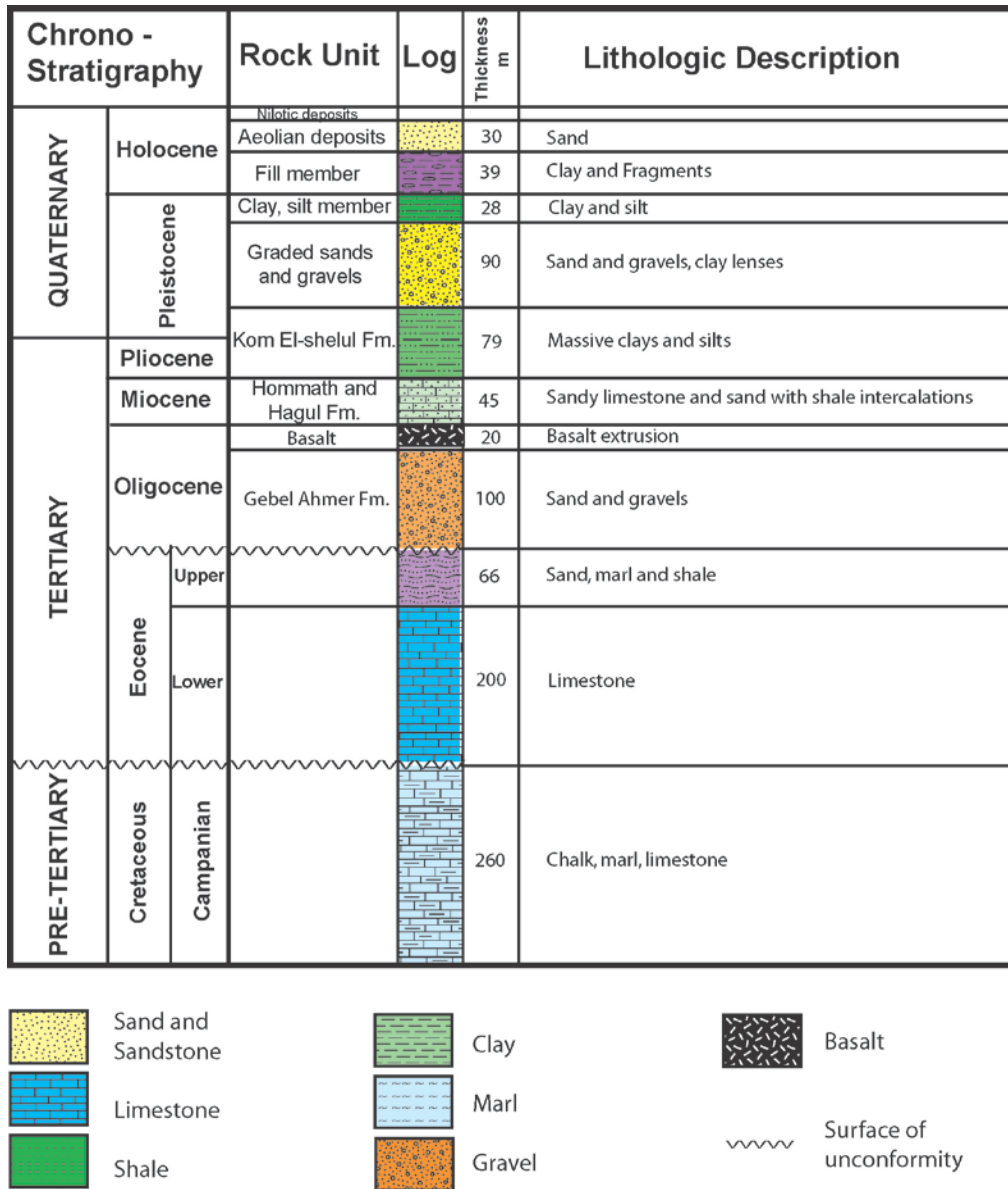 Chrono -
Stratigraphy
Rock Unit
Log
Thickness
m
Lithologic Description
QUATERNARY
Holocene
Nilotic deposits
Aeolian deposits
30
Sand
Fill member
39
Clay and Fragments
Pleistocene
Clay, silt member
28
Clay and silt
Graded sands
and gravels
90
Sand and gravels, clay lenses
Kom El-shelul Fm.
79
Massive clays and silts
TERTIARY
Pliocene
Miocene
Hommath and
Hagul Fm.
45
Sandy limestone and sand with shale intercalations
Oligocene
Basalt
20
Basalt extrusion
Gebel Ahmer Fm.
100
Sand and gravels
Eocene
Upper
66
Sand, marl and shale
Lower
200
Limestone
PRE-TERTIARY
Cretaceous
Campanian
260
Chalk, marl, limestone
Sand and
Sandstone
Limestone
Shale
Clay
Marl
Gravel
Basalt
Surface of
unconformity